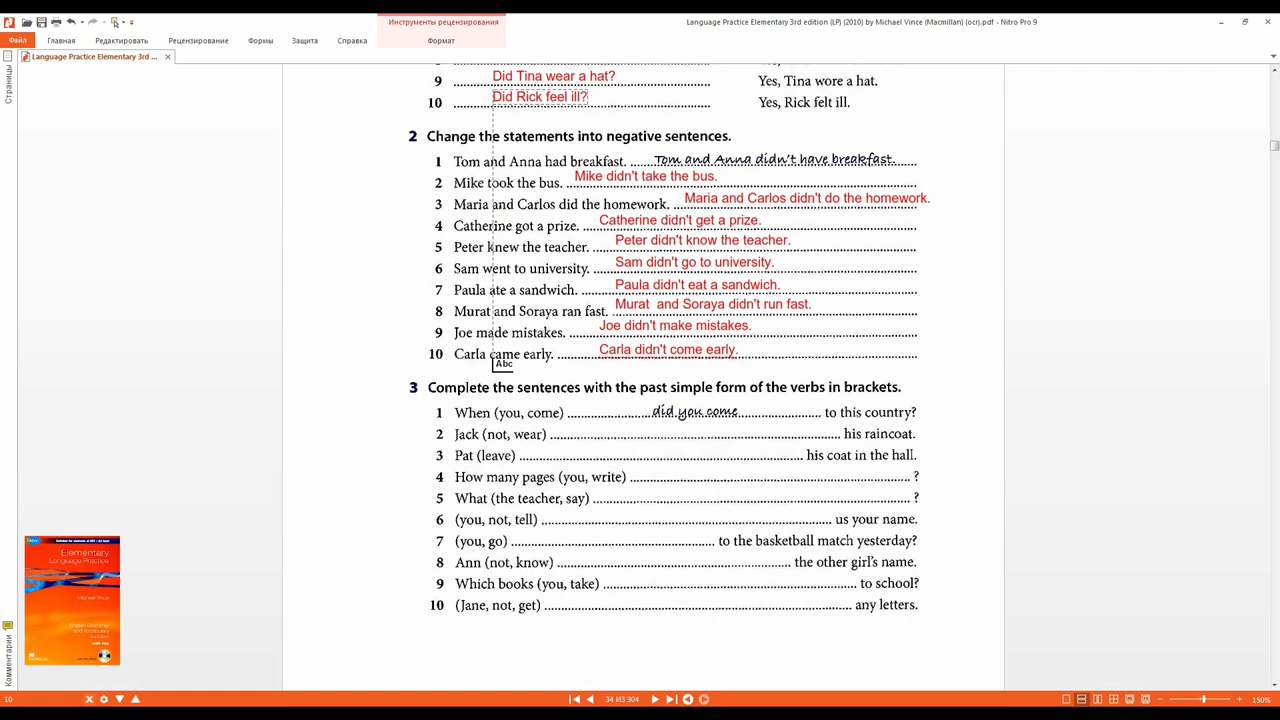 Инструменты рецензирования
Language Practice Elementary 3rd edition (LP) (2010) by Michael Vince (Macmillan) (ocr).pdf - Nitro Pro 9
Файл Главная Редактировать Рецензирование Формы Защита Справка Формат
Language Practice Elementary 3rd ...
Страницы
9 Did Tina wear a hat? Yes, Tina wore a hat.
10 Did Rick feel ill? Yes, Rick felt ill.
2 Change the statements into negative sentences.
1 Tom and Anna had breakfast. Tom and Anna didn't have breakfast.
2 Mike took the bus. Mike didn't take the bus.
3 Maria and Carlos did the homework. Maria and Carlos didn't do the homework.
4 Catherine got a prize. Catherine didn't get a prize.
5 Peter knew the teacher. Peter didn't know the teacher.
6 Sam went to university. Sam didn't go to university.
7 Paula ate a sandwich. Paula didn't eat a sandwich.
8 Murat and Soraya ran fast. Murat and Soraya didn't run fast.
9 Joe made mistakes. Joe didn't make mistakes.
10 Carla came early. Carla didn't come early.
Abc
3 Complete the sentences with the past simple form of the verbs in brackets.
1 When (you, come) did you come to this country?
2 Jack (not, wear) his raincoat.
3 Pat (leave) his coat in the hall.
4 How many pages (you, write) ?
5 What (the teacher, say) ?
6 (you, not, tell) us your name.
7 (you, go) to the basketball match yesterday?
8 Ann (not, know) the other girl's name.
9 Which books (you, take) to school?
10 (Jane, not, get) any letters.
New
Elementary
Language Practice
Michael Vince
English Grammar
and Vocabulary
with key
Комментарии
10 34 ИЗ 304 150%